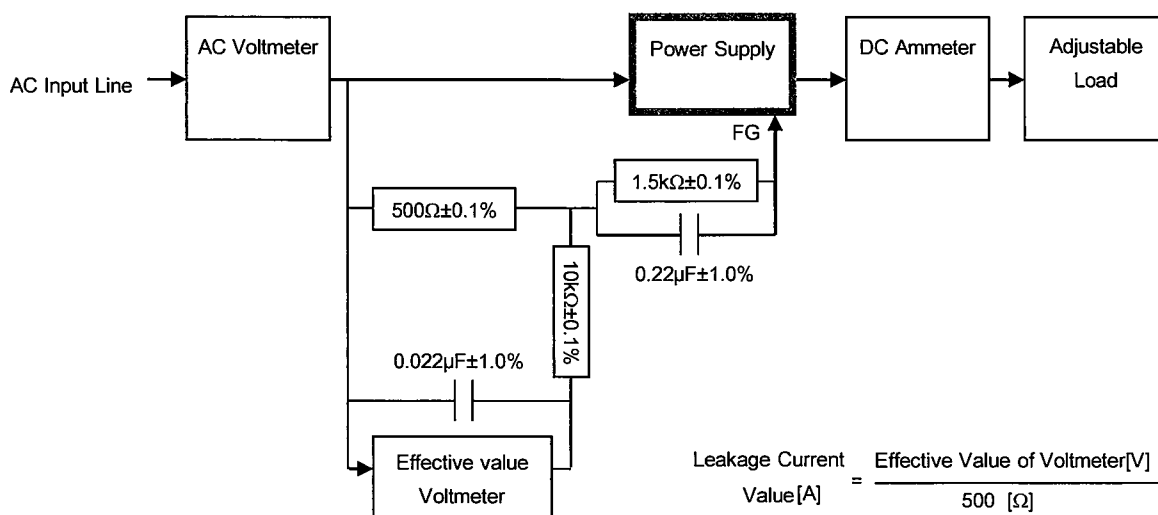 AC Voltmeter
Power Supply
DC Ammeter
Adjustable
Load
AC Input Line
FG
1.5kΩ±0.1%
500Ω±0.1%
0.22µF±1.0%
10kΩ±0.1%
0.022µF±1.0%
Effective value
Voltmeter
Leakage Current
Value[A]
=
Effective Value of Voltmeter[V]
500 [Ω]